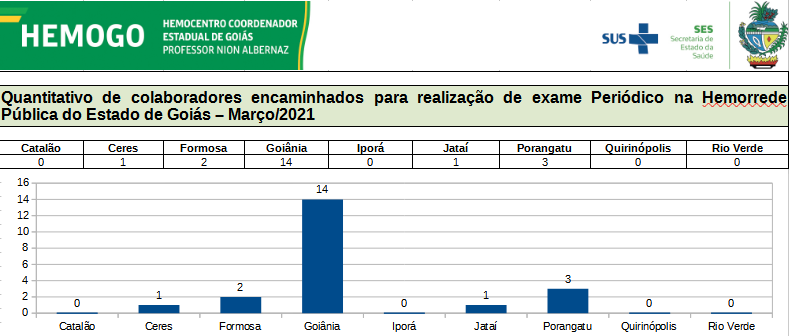 HEMOGO
HEMOCENTRO COORDENADOR
ESTADUAL DE GOIÁS
PROFESSOR NION ALBERNAZ
SUS
SES
Secretaria de
Estado da
Saúde
Quantitativo de colaboradores encaminhados para realização de exame Periódico na Hemorrede
Pública do Estado de Goiás – Março/2021
Catalão Ceres Formosa Goiânia Iporá Jataí Porangatu Quirinópolis Rio Verde
0 1 2 14 0 1 3 0 0
16
14
12
10
8
6
4
2
0
0 1 2 14 0 1 3 0 0
Catalão Ceres Formosa Goiânia Iporá Jataí Porangatu Quirinópolis Rio Verde